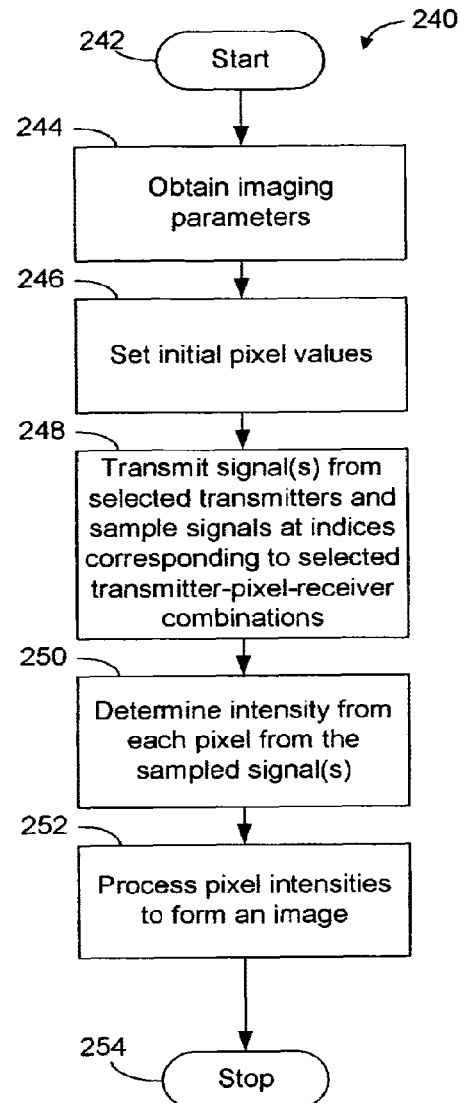 240
242
Start
244
Obtain imaging
parameters
246
Set initial pixel values
248
Transmit signal(s) from
selected transmitters and
sample signals at indices
corresponding to selected
transmitter-pixel-receiver
combinations
250
Determine intensity from
each pixel from the
sampled signal(s)
252
Process pixel intensities
to form an image
254
Stop